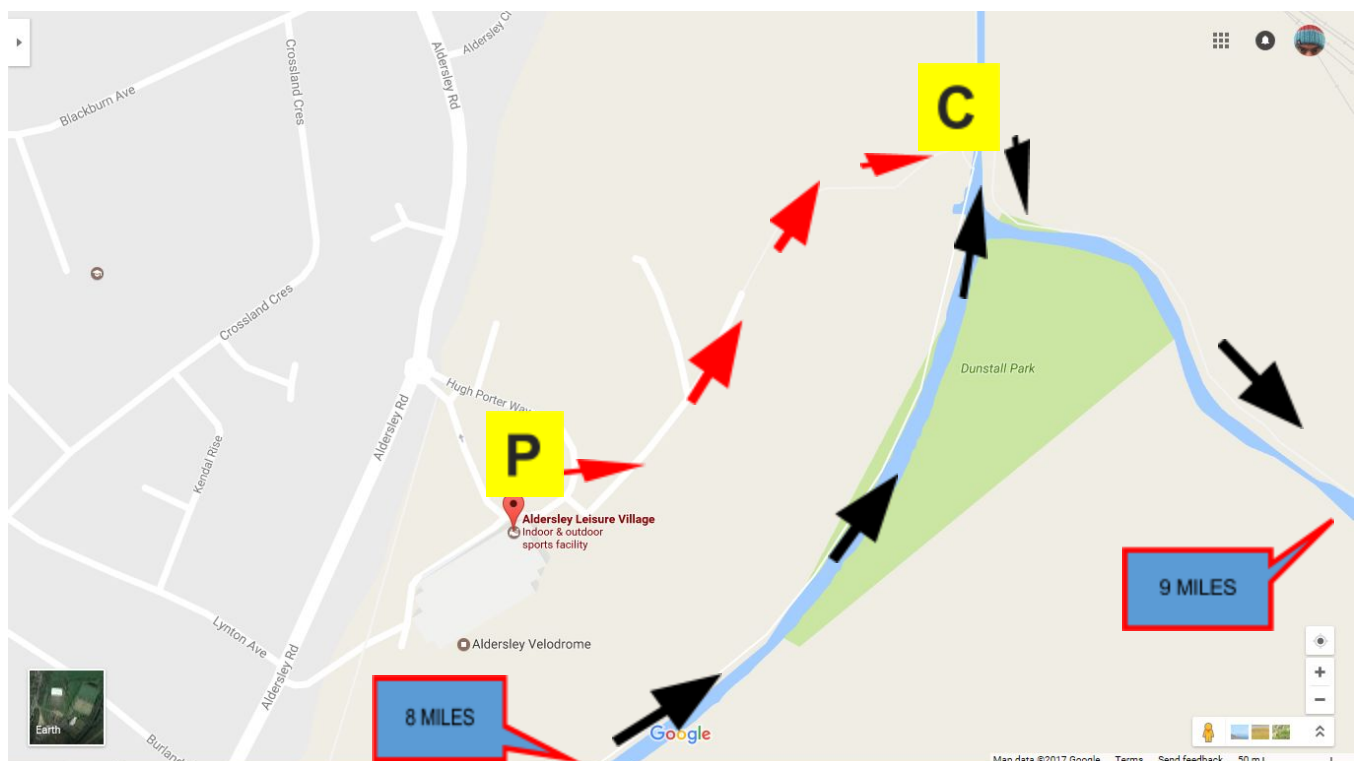 Aldersley Cl
Aldersley Rd
Crossland Cres
Blackburn Ave
C
Crossland Cres
Dunstall Park
Hugh Porter Way
Aldersley Rd
Kendal Rise
P
Aldersley Leisure Village
Indoor & outdoor
sports facility
9 MILES
Lynton Ave
Aldersley Velodrome
Aldersley Rd
8 MILES
Earth
Google
Map data ©2017 Google Terms Send feedback 50 m